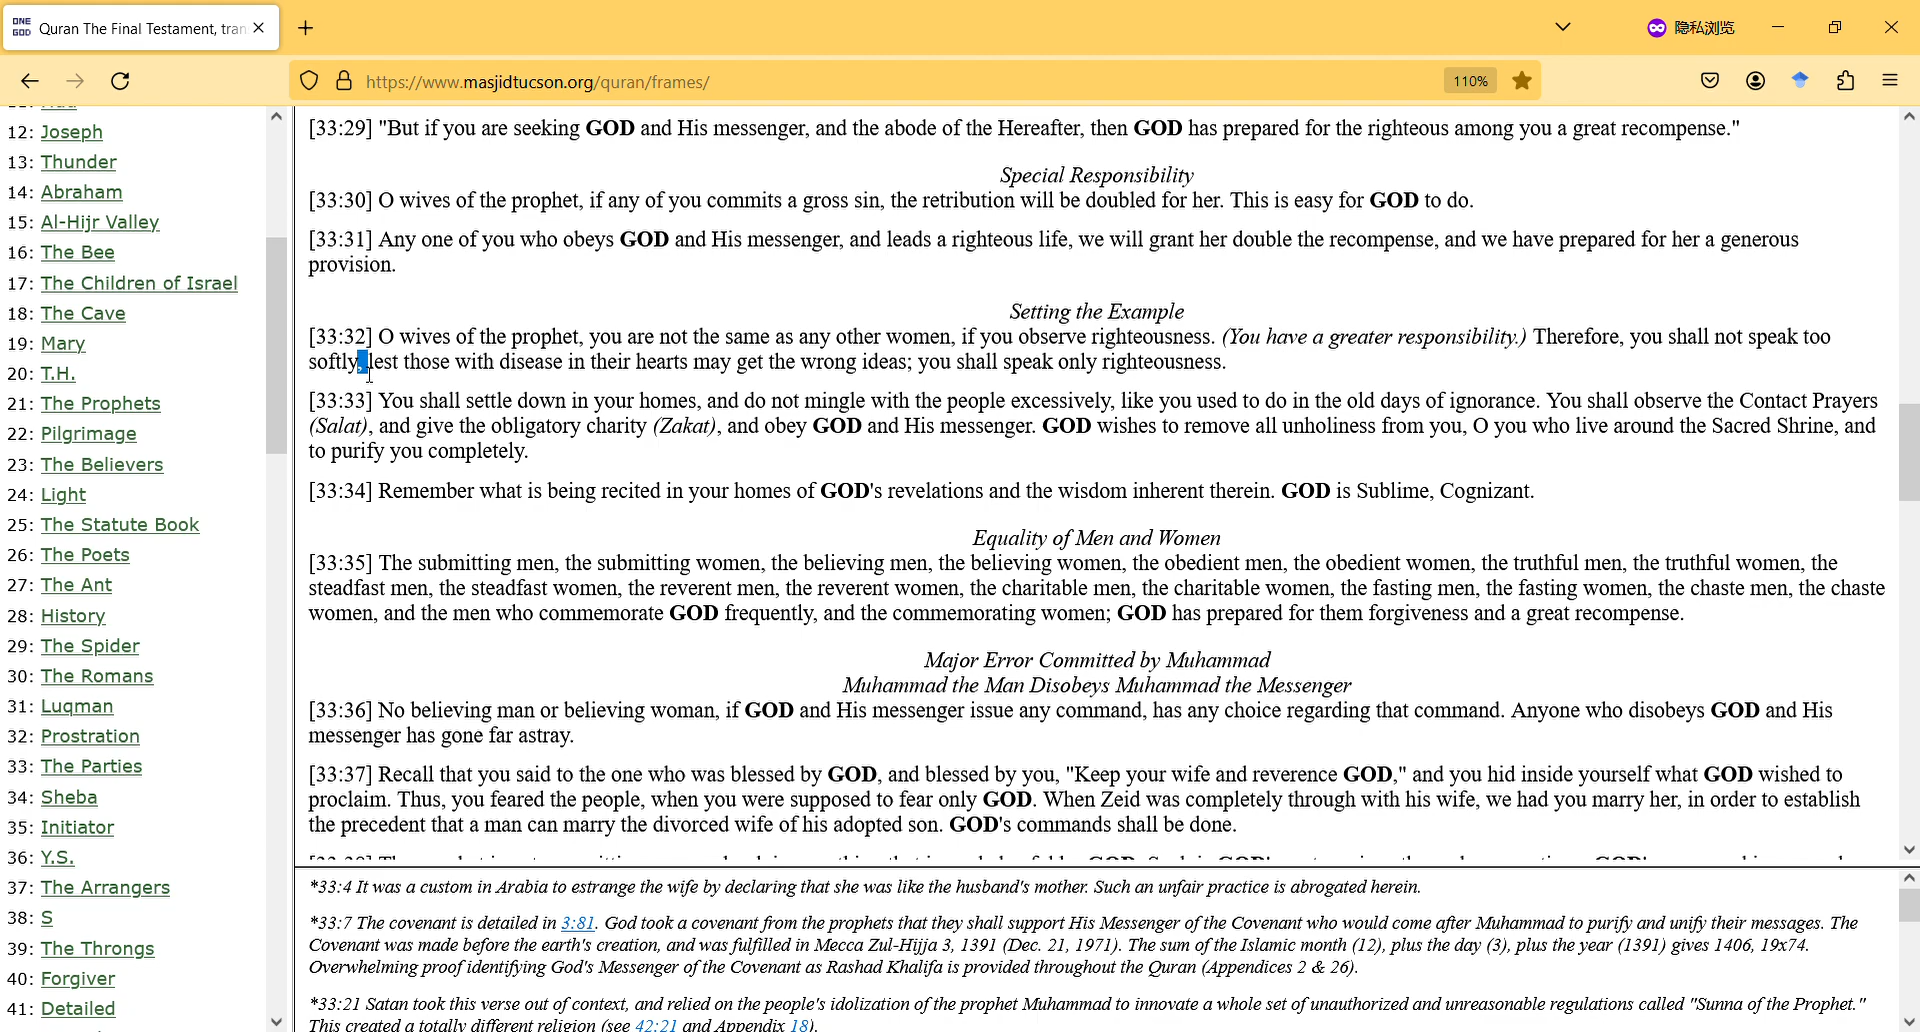 ONE
GOD
Quran The Final Testament, tran
隐私浏览
https://www.masjidtucson.org/quran/frames/
110%
12: Joseph
13: Thunder
14: Abraham
15: Al-Hijr Valley
16: The Bee
17: The Children of Israel
18: The Cave
19: Mary
20: T.H.
21: The Prophets
22: Pilgrimage
23: The Believers
24: Light
25: The Statute Book
26: The Poets
27: The Ant
28: History
29: The Spider
30: The Romans
31: Luqman
32: Prostration
33: The Parties
34: Sheba
35: Initiator
36: Y.S.
37: The Arrangers
38: S
39: The Throngs
40: Forgiver
41: Detailed
[33:29] "But if you are seeking GOD and His messenger, and the abode of the Hereafter, then GOD has prepared for the righteous among you a great recompense."
Special Responsibility
[33:30] O wives of the prophet, if any of you commits a gross sin, the retribution will be doubled for her. This is easy for GOD to do.
[33:31] Any one of you who obeys GOD and His messenger, and leads a righteous life, we will grant her double the recompense, and we have prepared for her a generous
provision.
Setting the Example
[33:32] O wives of the prophet, you are not the same as any other women, if you observe righteousness. (You have a greater responsibility.) Therefore, you shall not speak too
softly, lest those with disease in their hearts may get the wrong ideas; you shall speak only righteousness.
[33:33] You shall settle down in your homes, and do not mingle with the people excessively, like you used to do in the old days of ignorance. You shall observe the Contact Prayers
(Salat), and give the obligatory charity (Zakat), and obey GOD and His messenger. GOD wishes to remove all unholiness from you, O you who live around the Sacred Shrine, and
to purify you completely.
[33:34] Remember what is being recited in your homes of GOD's revelations and the wisdom inherent therein. GOD is Sublime, Cognizant.
Equality of Men and Women
[33:35] The submitting men, the submitting women, the believing men, the believing women, the obedient men, the obedient women, the truthful men, the truthful women, the
steadfast men, the steadfast women, the reverent men, the reverent women, the charitable men, the charitable women, the fasting men, the fasting women, the chaste men, the chaste
women, and the men who commemorate GOD frequently, and the commemorating women; GOD has prepared for them forgiveness and a great recompense.
Major Error Committed by Muhammad
Muhammad the Man Disobeys Muhammad the Messenger
[33:36] No believing man or believing woman, if GOD and His messenger issue any command, has any choice regarding that command. Anyone who disobeys GOD and His
messenger has gone far astray.
[33:37] Recall that you said to the one who was blessed by GOD, and blessed by you, "Keep your wife and reverence GOD," and you hid inside yourself what GOD wished to
proclaim. Thus, you feared the people, when you were supposed to fear only GOD. When Zeid was completely through with his wife, we had you marry her, in order to establish
the precedent that a man can marry the divorced wife of his adopted son. GOD's commands shall be done.
*33:4 It was a custom in Arabia to estrange the wife by declaring that she was like the husband's mother. Such an unfair practice is abrogated herein.
*33:7 The covenant is detailed in 3:81. God took a covenant from the prophets that they shall support His Messenger of the Covenant who would come after Muhammad to purify and unify their messages. The
Covenant was made before the earth's creation, and was fulfilled in Mecca Zul-Hijja 3, 1391 (Dec. 21, 1971). The sum of the Islamic month (12), plus the day (3), plus the year (1391) gives 1406, 19x74.
Overwhelming proof identifying God's Messenger of the Covenant as Rashad Khalifa is provided throughout the Quran (Appendices 2 & 26).
*33:21 Satan took this verse out of context, and relied on the people's idolization of the prophet Muhammad to innovate a whole set of unauthorized and unreasonable regulations called "Sunna of the Prophet."
This created a totally different religion (see 42:21 and Appendix 18).